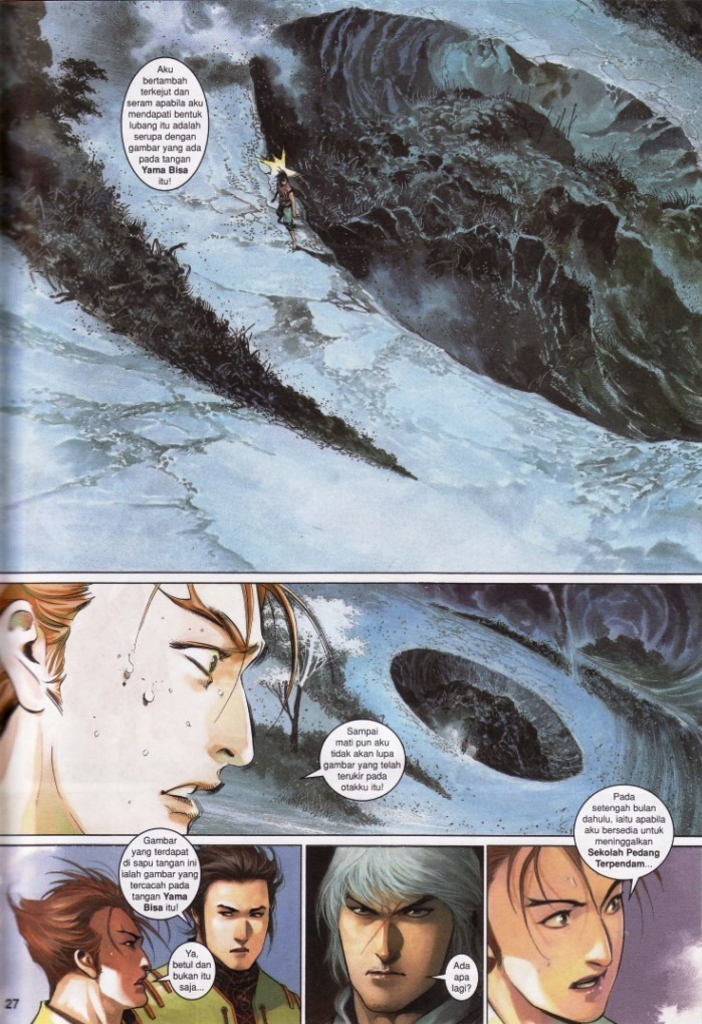 Aku
bertambah
terkejut dan
seram apabila aku
mendapati bentuk
lubang itu adalah
serupa dengan
gambar yang ada
pada tangan
Yama Bisa
itu!
Sampai
mati pun aku
tidak akan lupa
gambar yang telah
terukir pada
otakku itu!
Gambar
yang terdapat
di sapu tangan ini
ialah gambar yang
tercacah pada
tangan Yama
Bisa itu!
Ya,
betul dan
bukan itu
saja...
Ada
apa
lagi?
Pada
setengah bulan
dahulu, iaitu apabila
aku bersedia untuk
meninggalkan
Sekolah Pedang
Terpendam...
27